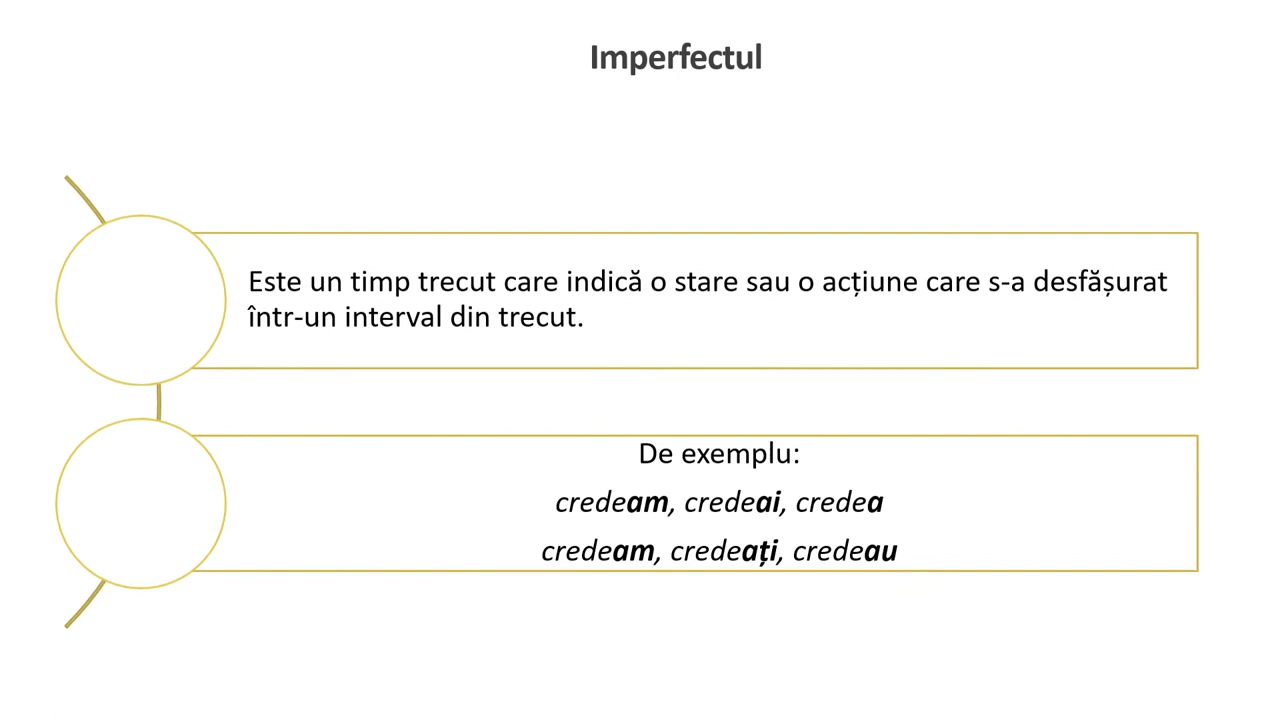 Imperfectul
Este un timp trecut care indică o stare sau o acțiune care s-a desfășurat
într-un interval din trecut.
De exemplu:
credeam, credeai, credea
credeam, credeați, credeau